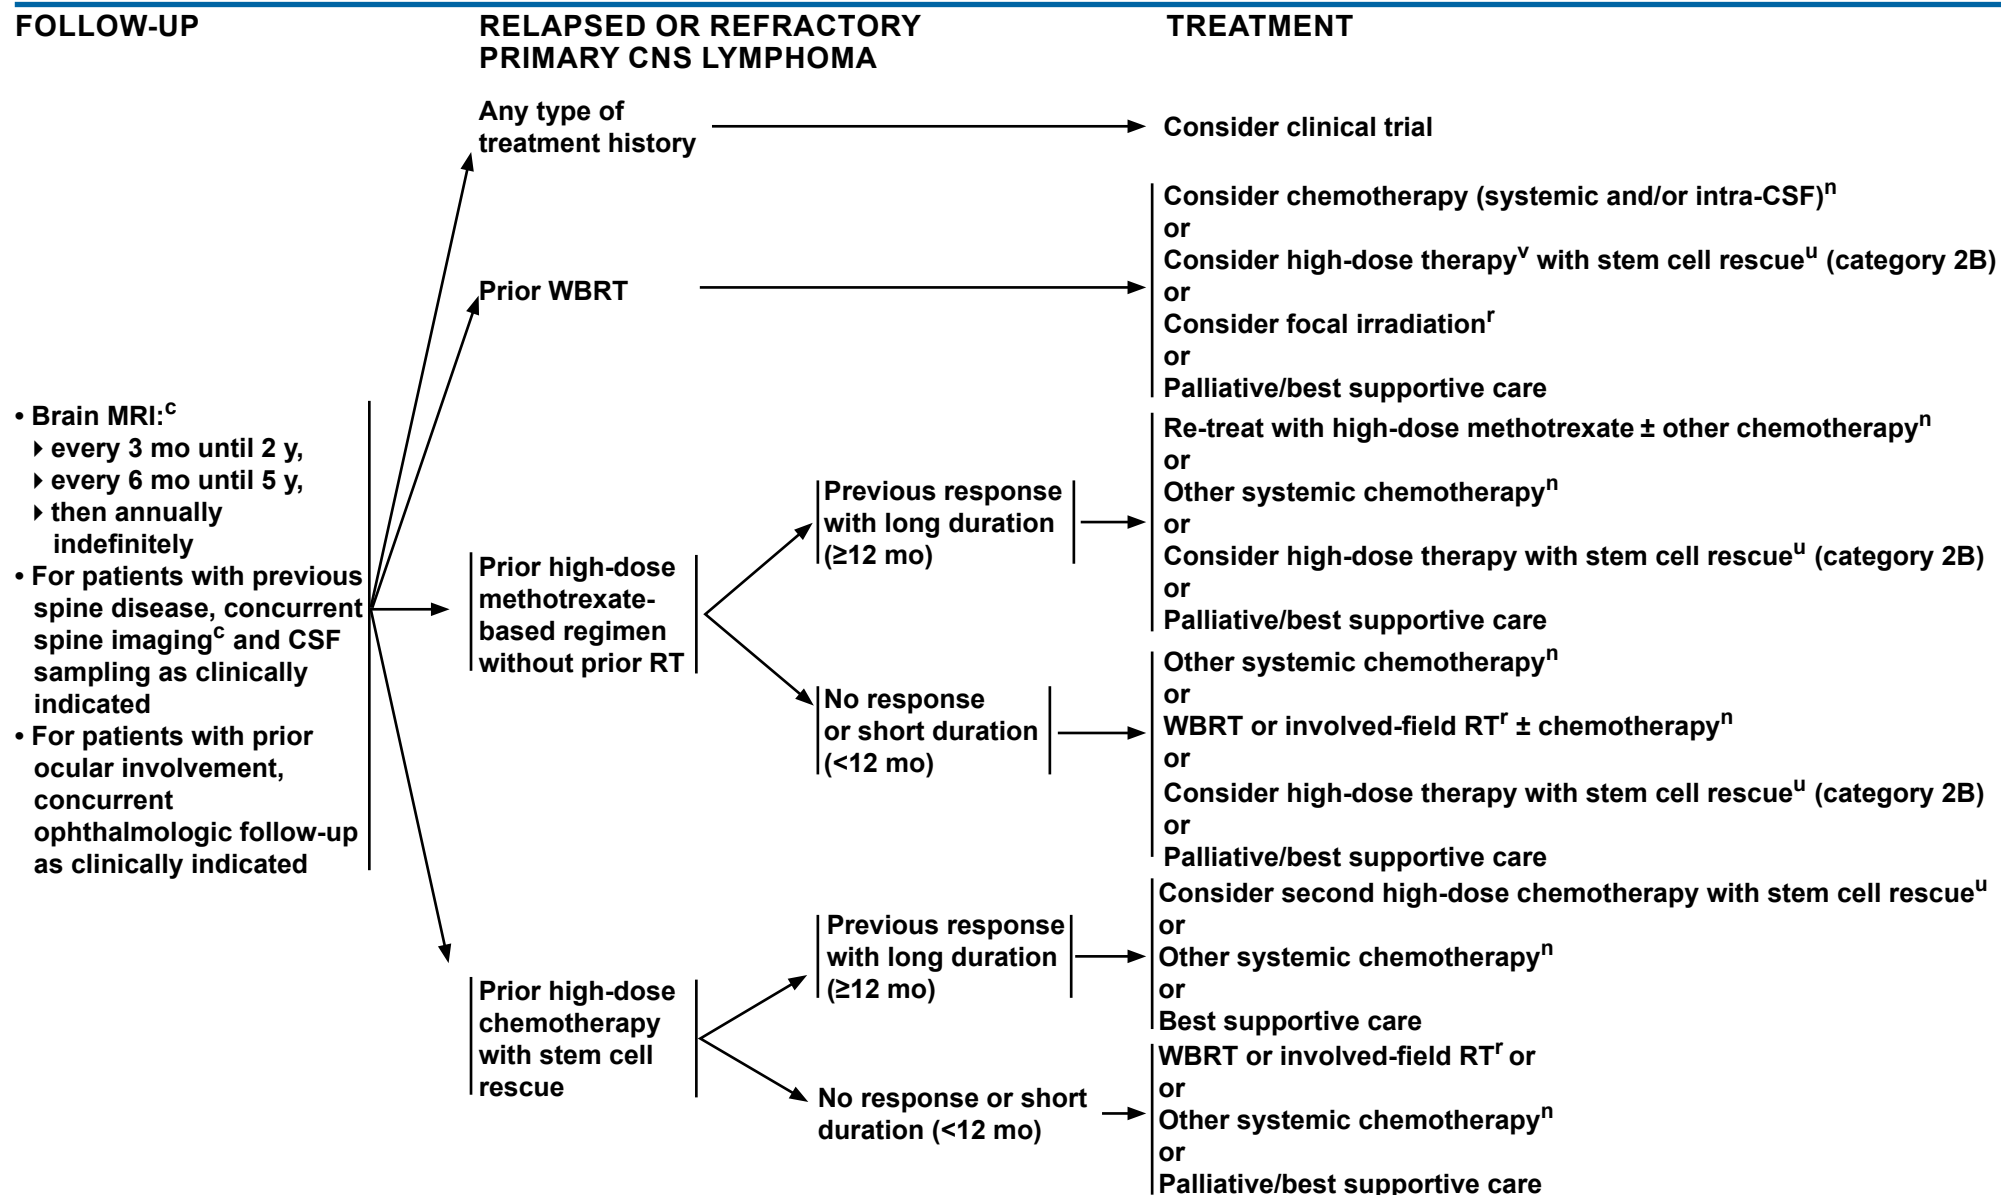 FOLLOW-UP
RELAPSED OR REFRACTORY
PRIMARY CNS LYMPHOMA
TREATMENT
• Brain MRI:ᶜ
▸ every 3 mo until 2 y,
▸ every 6 mo until 5 y,
▸ then annually
indefinitely
• For patients with previous
spine disease, concurrent
spine imagingᶜ and CSF
sampling as clinically
indicated
• For patients with prior
ocular involvement,
concurrent
ophthalmologic follow-up
as clinically indicated
Any type of
treatment history
Consider clinical trial
Prior WBRT
Consider chemotherapy (systemic and/or intra-CSF)ⁿ
or
Consider high-dose therapyᵛ with stem cell rescueᵘ (category 2B)
or
Consider focal irradiationʳ
or
Palliative/best supportive care
Prior high-dose
methotrexate-
based regimen
without prior RT
Previous response
with long duration
(≥12 mo)
Re-treat with high-dose methotrexate ± other chemotherapyⁿ
or
Other systemic chemotherapyⁿ
or
Consider high-dose therapy with stem cell rescueᵘ (category 2B)
or
Palliative/best supportive care
No response
or short duration
(<12 mo)
Other systemic chemotherapyⁿ
or
WBRT or involved-field RTʳ ± chemotherapyⁿ
or
Consider high-dose therapy with stem cell rescueᵘ (category 2B)
or
Palliative/best supportive care
Prior high-dose
chemotherapy
with stem cell
rescue
Previous response
with long duration
(≥12 mo)
Consider second high-dose chemotherapy with stem cell rescueᵘ
or
Other systemic chemotherapyⁿ
or
Best supportive care
No response or short
duration (<12 mo)
WBRT or involved-field RTʳ or
or
Other systemic chemotherapyⁿ
or
Palliative/best supportive care